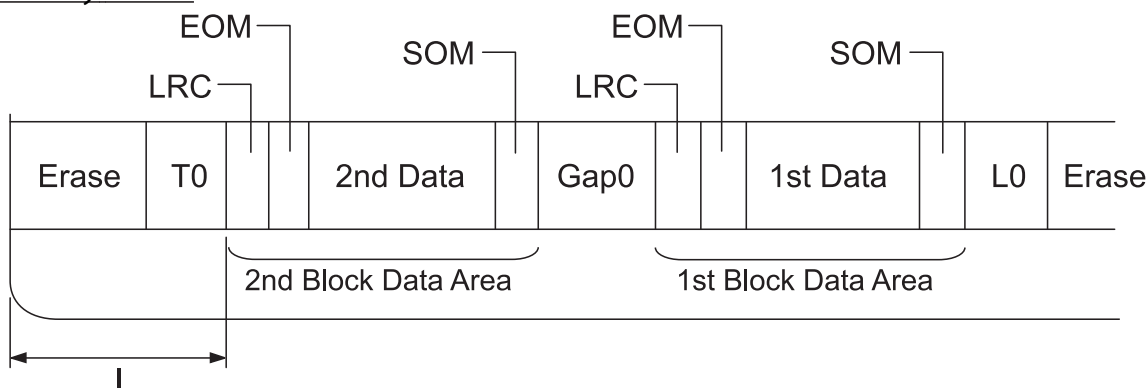 EOM
EOM
SOM
SOM
LRC
LRC
Erase T0 2nd Data Gap0 1st Data L0 Erase
2nd Block Data Area 1st Block Data Area